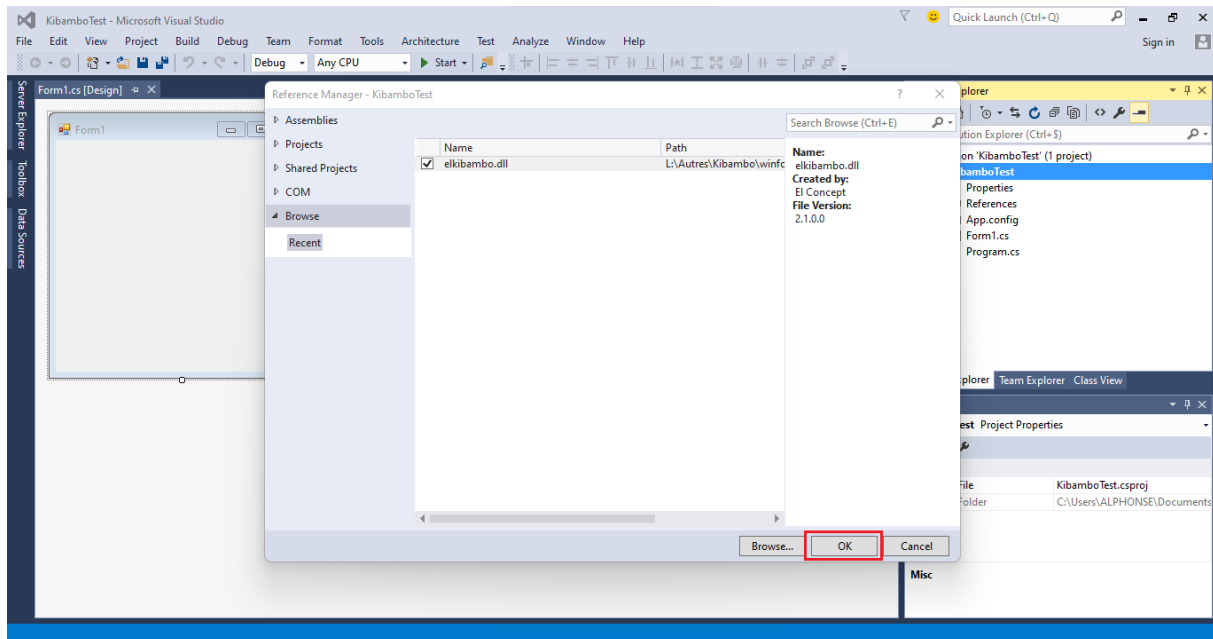 KibamboTest - Microsoft Visual Studio
Quick Launch (Ctrl+Q)
File Edit View Project Build Debug Team Format Tools Architecture Test Analyze Window Help
Sign in
Debug Any CPU Start
Server Explorer
Toolbox
Data Sources
Form1.cs [Design]
Form1
Reference Manager - KibamboTest
?
Assemblies
Projects
Shared Projects
COM
Browse
Recent
Search Browse (Ctrl+E)
Name Path
elkibambo.dll L:\Autres\Kibambo\winfo
Name:
elkibambo.dll
Created by:
EI Concept
File Version:
2.1.0.0
Browse... OK Cancel
plorer
ution Explorer (Ctrl+$)
on 'KibamboTest' (1 project)
bamboTest
Properties
References
App.config
Form1.cs
Program.cs
plorer Team Explorer Class View
est Project Properties
File KibamboTest.csproj
Folder C:\Users\ALPHONSE\Documents
Misc